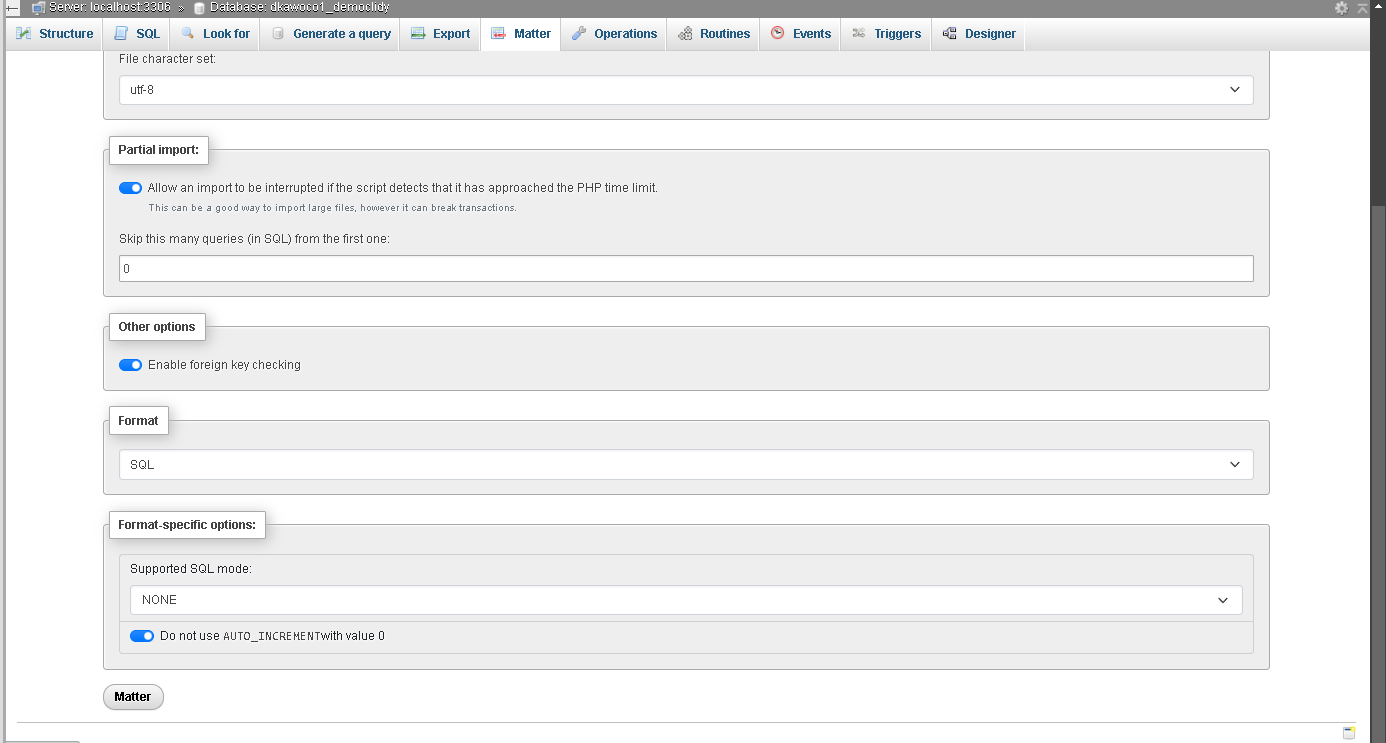 Server: localhost:3306 » Database: dkawoco1_democlidy
Structure SQL Look for Generate a query Export Matter Operations Routines Events Triggers Designer
File character set:
utf-8
Partial import:
Allow an import to be interrupted if the script detects that it has approached the PHP time limit.
This can be a good way to import large files, however it can break transactions.
Skip this many queries (in SQL) from the first one:
0
Other options
Enable foreign key checking
Format
SQL
Format-specific options:
Supported SQL mode:
NONE
Do not use AUTO_INCREMENTwith value 0
Matter